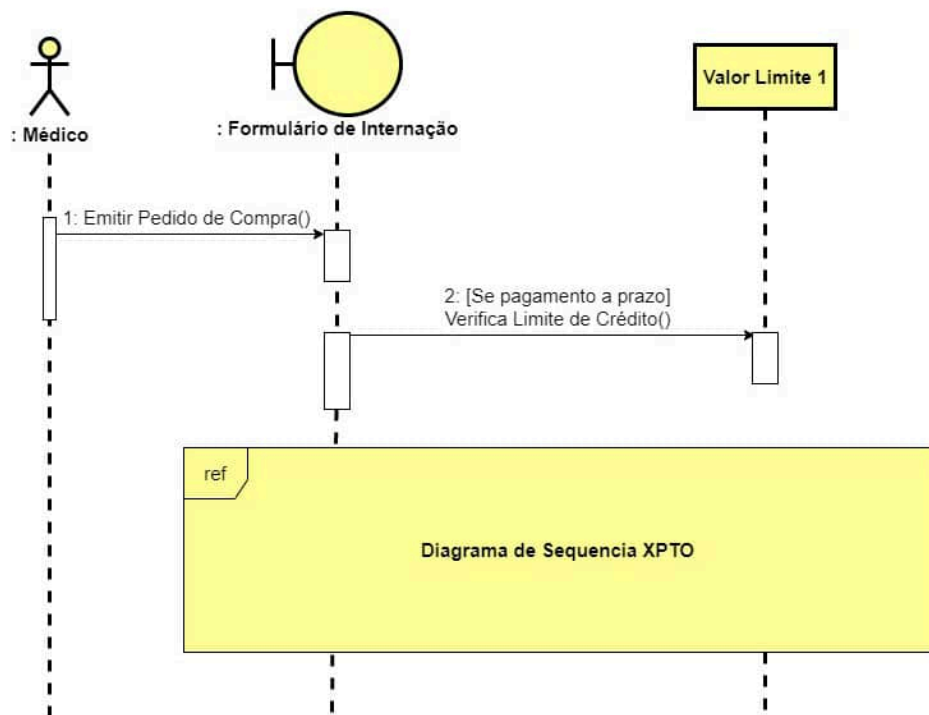 Valor Limite 1
: Médico
: Formulário de Internação
1: Emitir Pedido de Compra()
2: [Se pagamento a prazo]
Verifica Limite de Crédito()
ref
Diagrama de Sequencia XPTO